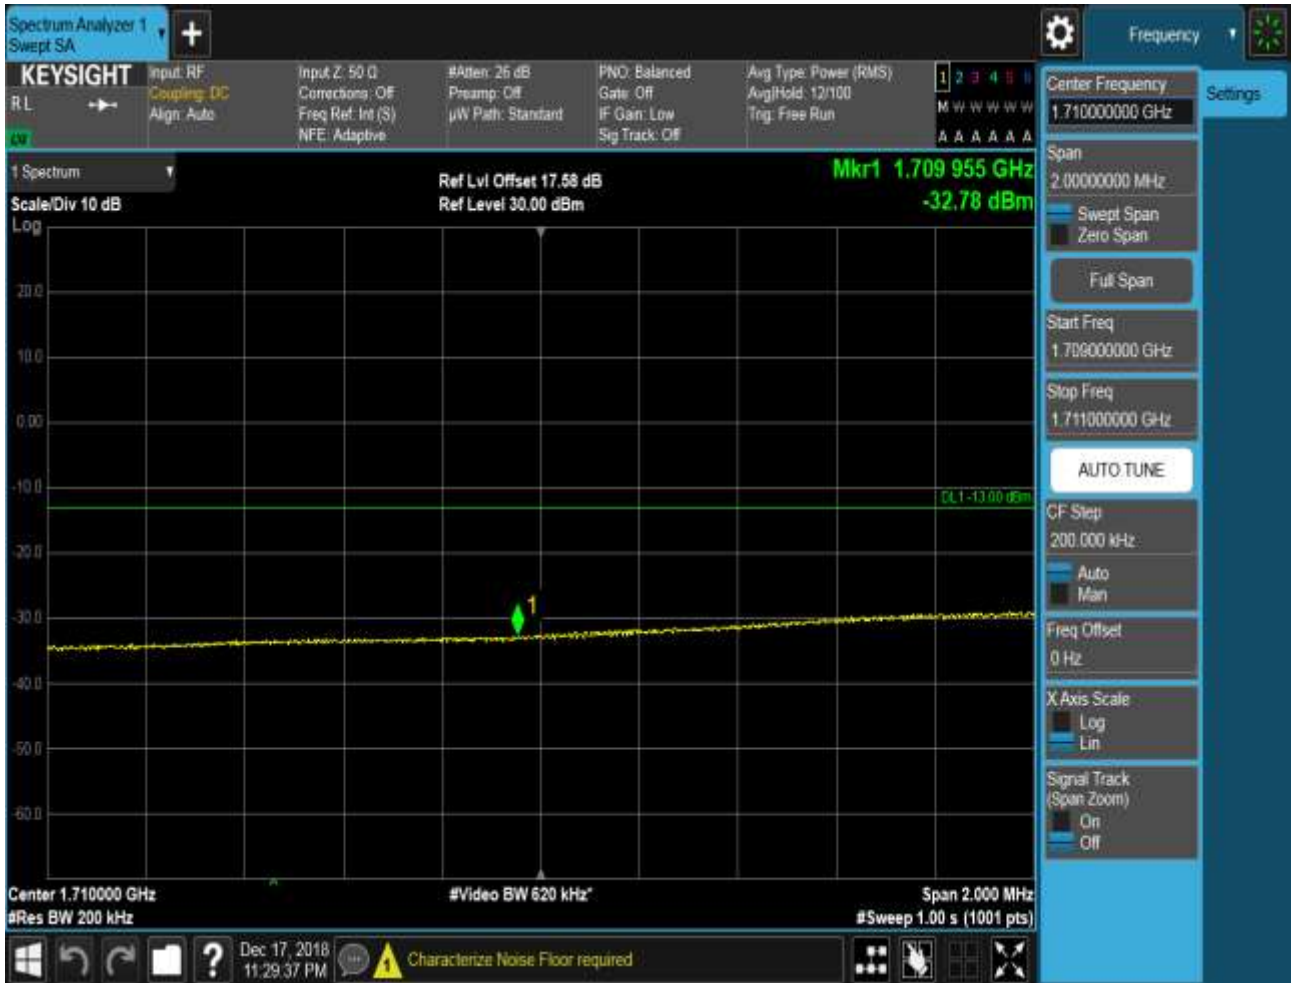 Spectrum Analyzer 1
Swept SA
Frequency
KEYSIGHT
RL
Input: RF
Coupling: DC
Align: Auto
Input Z: 50 Ω
Corrections: Off
Freq Ref: Int (S)
NFE: Adaptive
#Atten: 26 dB
Preamp: Off
µW Path: Standard
PNO: Balanced
Gate: Off
IF Gain: Low
Sig Track: Off
Avg Type: Power (RMS)
Avg|Hold: 12/100
Trig: Free Run
1 2 3 4 5 6
M W W W W W
A A A A A A
1 Spectrum
Scale/Div 10 dB
Log
Ref Lvl Offset 17.58 dB
Ref Level 30.00 dBm
Mkr1 1.709 955 GHz
-32.78 dBm
20.0
10.0
0.00
-10.0
DL1 -13.00 dBm
-20.0
1
-30.0
-40.0
-50.0
-60.0
Center 1.710000 GHz
#Video BW 620 kHz*
Span 2.000 MHz
#Res BW 200 kHz
#Sweep 1.00 s (1001 pts)
Center Frequency
1.710000000 GHz
Settings
Span
2.00000000 MHz
Swept Span
Zero Span
Full Span
Start Freq
1.709000000 GHz
Stop Freq
1.711000000 GHz
AUTO TUNE
CF Step
200.000 kHz
Auto
Man
Freq Offset
0 Hz
X Axis Scale
Log
Lin
Signal Track
(Span Zoom)
On
Off
?
Dec 17, 2018
11:29:37 PM
Characterize Noise Floor required